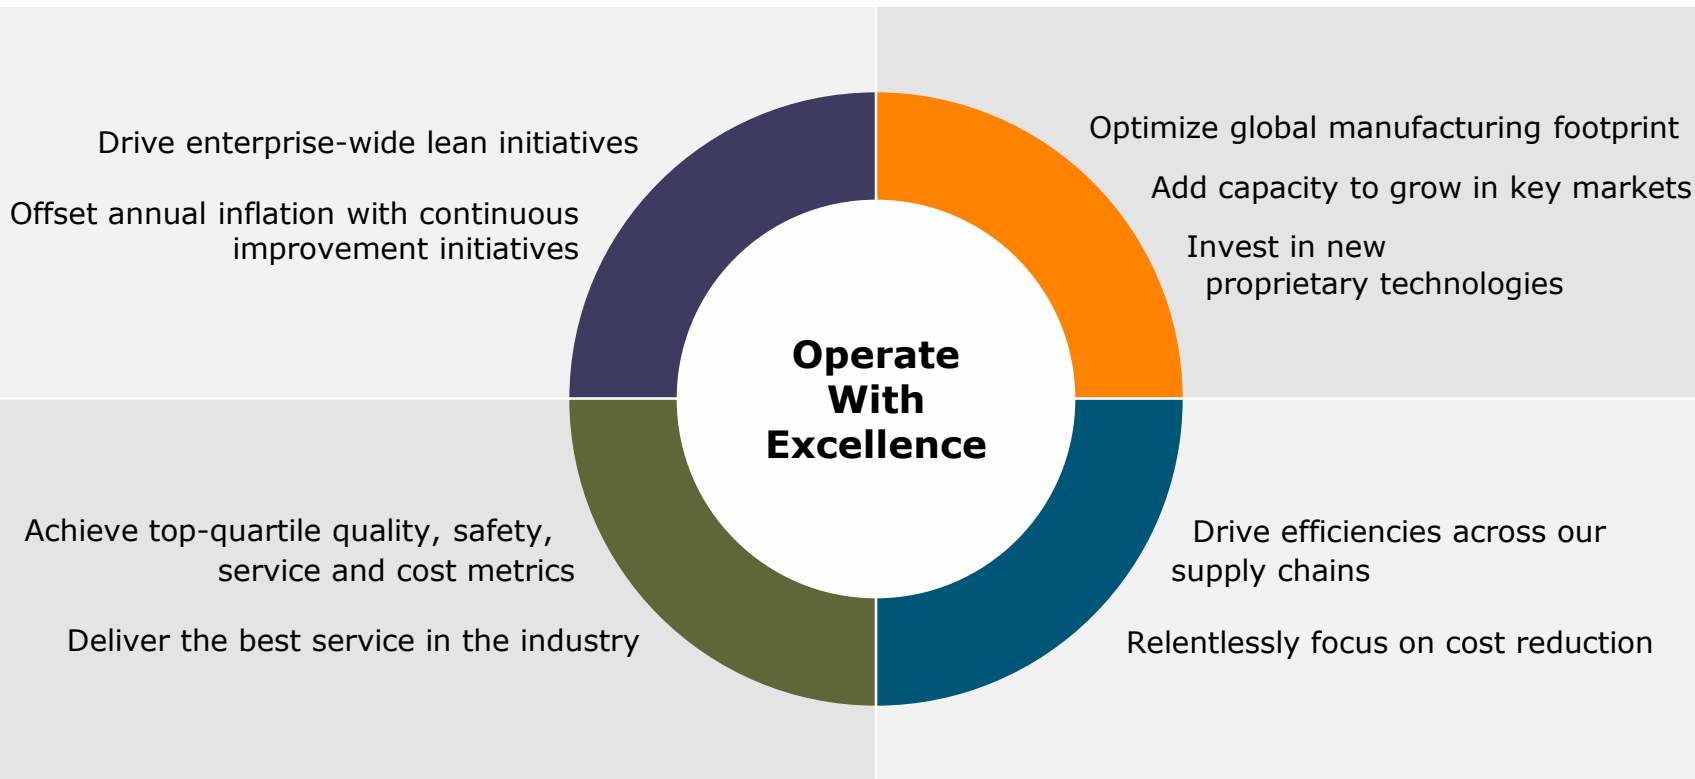 Drive enterprise-wide lean initiatives
Offset annual inflation with continuous
improvement initiatives
Optimize global manufacturing footprint
Add capacity to grow in key markets
Invest in new
proprietary technologies
Operate
With
Excellence
Achieve top-quartile quality, safety,
service and cost metrics
Deliver the best service in the industry
Drive efficiencies across our
supply chains
Relentlessly focus on cost reduction